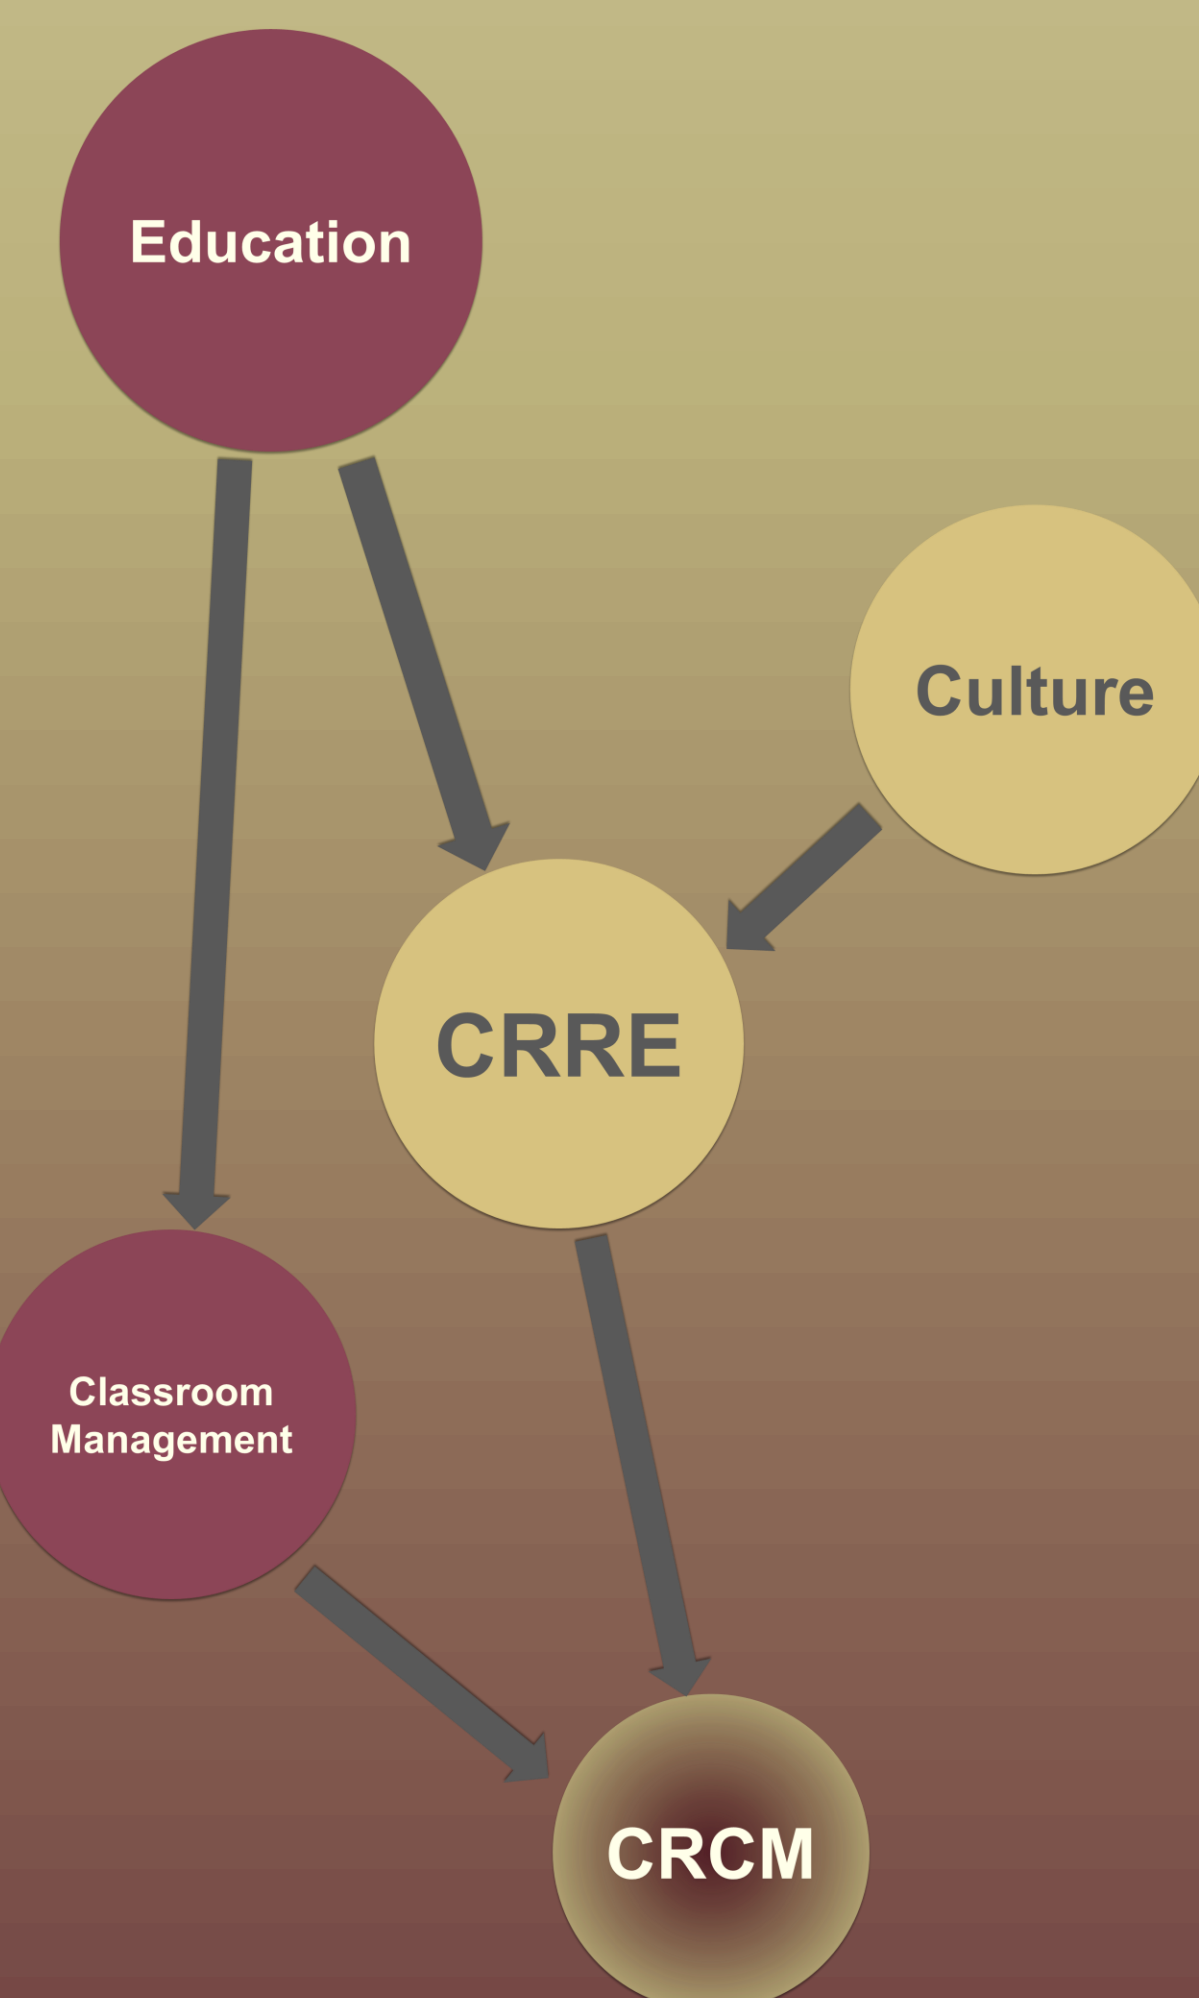 Education
Culture
CRRE
Classroom
Management
CRCM